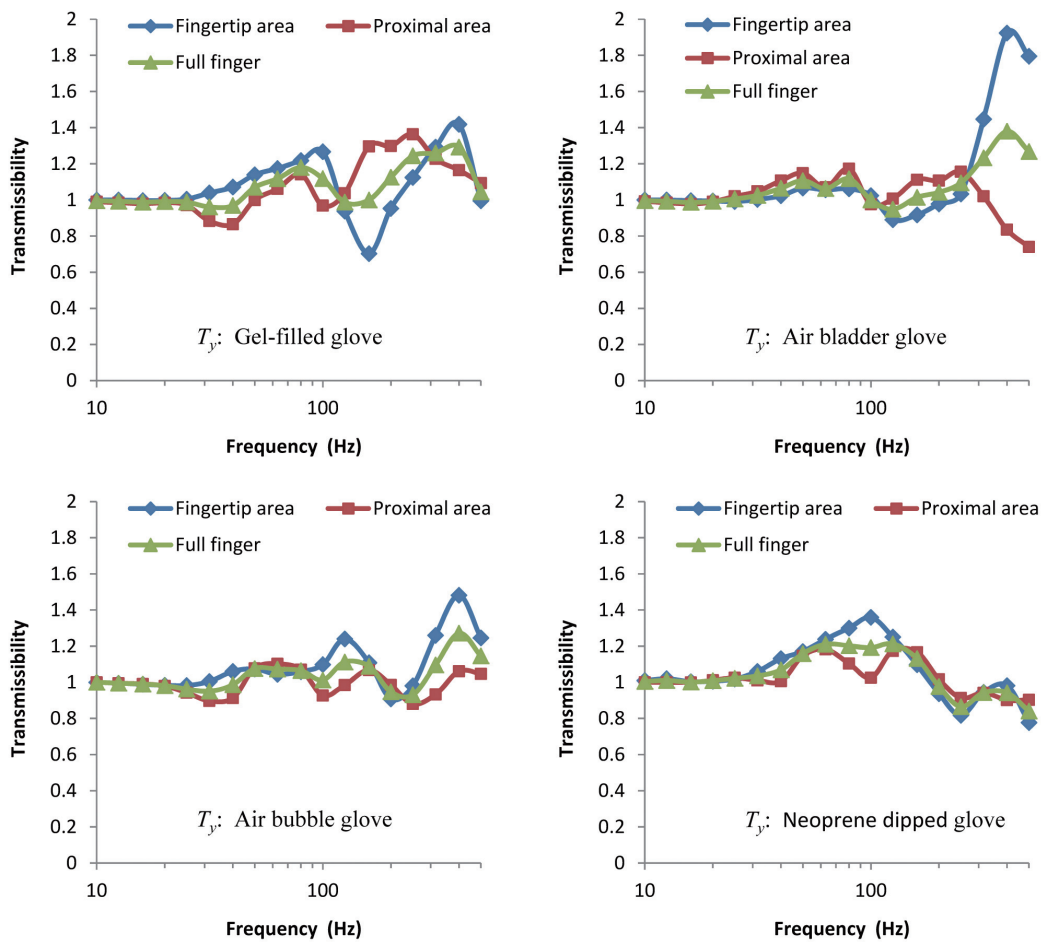 Fingertip area Proximal area
Full finger
2
1.8
1.6
1.4
1.2
1
0.8
0.6
0.4
0.2
0
Transmissibility
Ty: Gel-filled glove
10 100
Frequency (Hz)
Fingertip area
Proximal area
Full finger
2
1.8
1.6
1.4
1.2
1
0.8
0.6
0.4
0.2
0
Transmissibility
Ty: Air bladder glove
10 100
Frequency (Hz)
Fingertip area Proximal area
Full finger
2
1.8
1.6
1.4
1.2
1
0.8
0.6
0.4
0.2
0
Transmissibility
Ty: Air bubble glove
10 100
Frequency (Hz)
Fingertip area Proximal area
Full finger
2
1.8
1.6
1.4
1.2
1
0.8
0.6
0.4
0.2
0
Transmissibility
Ty: Neoprene dipped glove
10 100
Frequency (Hz)